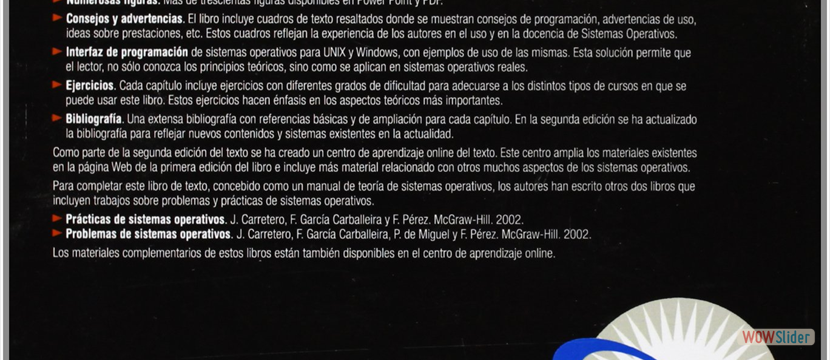 Numerosas figuras. Más de trescientas figuras disponibles en Power Point y PDF.
Consejos y advertencias. El libro incluye cuadros de texto resaltados donde se muestran consejos de programación, advertencias de uso,
ideas sobre prestaciones, etc. Estos cuadros reflejan la experiencia de los autores en el uso y en la docencia de Sistemas Operativos.
Interfaz de programación de sistemas operativos para UNIX y Windows, con ejemplos de uso de las mismas. Esta solución permite que
el lector, no sólo conozca los principios teóricos, sino como se aplican en sistemas operativos reales.
Ejercicios. Cada capítulo incluye ejercicios con diferentes grados de dificultad para adecuarse a los distintos tipos de cursos en que se
puede usar este libro. Estos ejercicios hacen énfasis en los aspectos teóricos más importantes.
Bibliografía. Una extensa bibliografía con referencias básicas y de ampliación para cada capítulo. En la segunda edición se ha actualizado
la bibliografía para reflejar nuevos contenidos y sistemas existentes en la actualidad.
Como parte de la segunda edición del texto se ha creado un centro de aprendizaje online del texto. Este centro amplia los materiales existentes
en la página Web de la primera edición del libro e incluye más material relacionado con otros muchos aspectos de los sistemas operativos.
Para completar este libro de texto, concebido como un manual de teoría de sistemas operativos, los autores han escrito otros dos libros que
incluyen trabajos sobre problemas y prácticas de sistemas operativos.
Prácticas de sistemas operativos. J. Carretero, F. García Carballeira y F. Pérez. McGraw-Hill. 2002.
Problemas de sistemas operativos. J. Carretero, F. García Carballeira, P. de Miguel y F. Pérez. McGraw-Hill. 2002.
Los materiales complementarios de estos libros están también disponibles en el centro de aprendizaje online.
WOWSlider